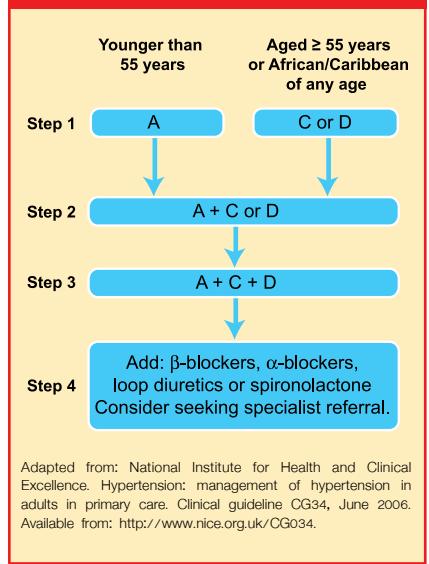 Younger than
55 years
Aged ≥ 55 years
or African/Caribbean
of any age
Step 1
A
C or D
Step 2
A + C or D
Step 3
A + C + D
Step 4
Add: β-blockers, α-blockers,
loop diuretics or spironolactone
Consider seeking specialist referral.
Adapted from: National Institute for Health and Clinical
Excellence. Hypertension: management of hypertension in
adults in primary care. Clinical guideline CG34, June 2006.
Available from: http://www.nice.org.uk/CG034.